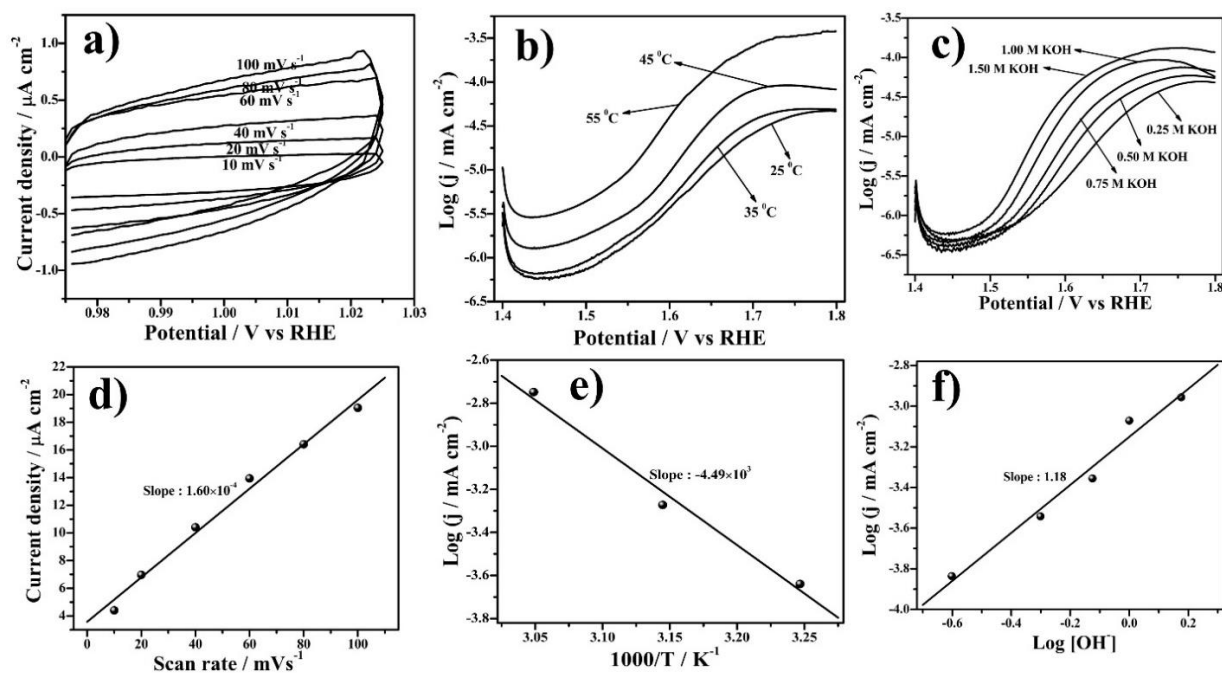 a)
Current density / μA cm⁻²
1.0
0.5
0.0
-0.5
-1.0
100 mV s⁻¹
80 mV s⁻¹
60 mV s⁻¹
40 mV s⁻¹
20 mV s⁻¹
10 mV s⁻¹
0.98 0.99 1.00 1.01 1.02 1.03
Potential / V vs RHE
b)
Log (j / mA cm⁻²)
-3.5
-4.0
-4.5
-5.0
-5.5
-6.0
-6.5
45 ⁰C
55 ⁰C
25 ⁰C
35 ⁰C
1.4 1.5 1.6 1.7 1.8
Potential / V vs RHE
c)
Log (j / mA cm⁻²)
-3.5
-4.0
-4.5
-5.0
-5.5
-6.0
-6.5
1.00 M KOH
1.50 M KOH
0.25 M KOH
0.50 M KOH
0.75 M KOH
1.4 1.5 1.6 1.7 1.8
Potential / V vs RHE
d)
Current density / μA cm⁻²
22
20
18
16
14
12
10
8
6
4
Slope : 1.60×10⁻⁴
0 20 40 60 80 100
Scan rate / mVs⁻¹
e)
Log (j / mA cm⁻²)
-2.6
-2.8
-3.0
-3.2
-3.4
-3.6
-3.8
Slope : -4.49×10³
3.05 3.10 3.15 3.20 3.25
1000/T / K⁻¹
f)
Log (j / mA cm⁻²)
-2.8
-3.0
-3.2
-3.4
-3.6
-3.8
-4.0
Slope : 1.18
-0.6 -0.4 -0.2 0.0 0.2
Log [OH⁻]